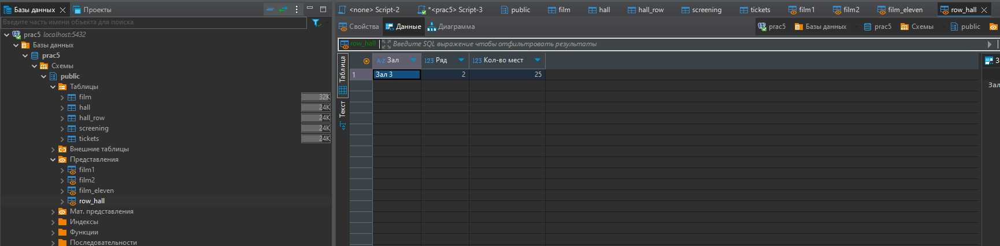 Базы данных
Проекты
Введите часть имени объекта для поиска
prac5 localhost:5432
Базы данных
prac5
Схемы
public
Таблицы
film 32K
hall 24K
hall_row 24K
screening 24K
tickets 24K
Внешние таблицы
Представления
film1
film2
film_eleven
row_hall
Мат. представления
Индексы
Функции
Последовательности
<none> Script-2
*<prac5> Script-3
public
film
hall
hall_row
screening
tickets
film1
film2
film_eleven
row_hall
Свойства
Данные
Диаграмма
prac5
Базы данных
prac5
Схемы
public
row_hall
Введите SQL выражение чтобы отфильтровать результаты
Таблица
Текст
A-Z Зал 123 Ряд 123 Кол-во мест
1 Зал 3 2 25
З
Зал